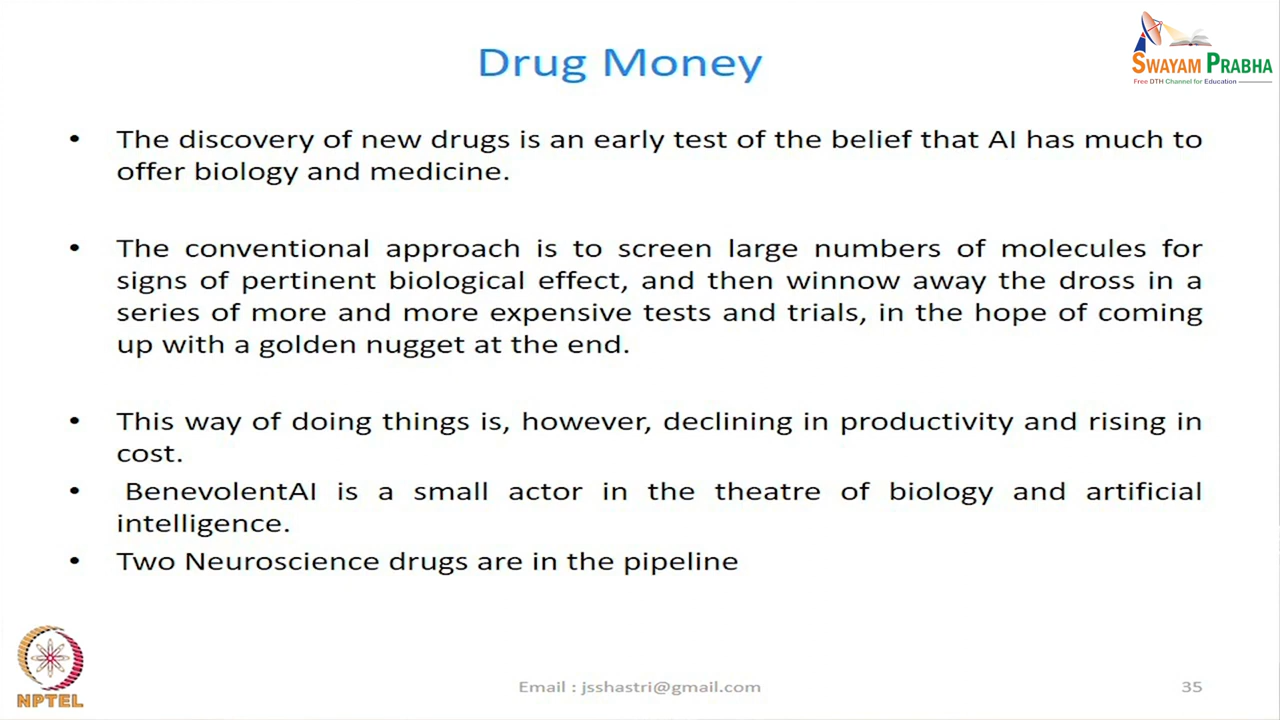 Drug Money
SWAYAM PRABHA
Free DTH Channel for Education
• The discovery of new drugs is an early test of the belief that AI has much to
offer biology and medicine.
• The conventional approach is to screen large numbers of molecules for
signs of pertinent biological effect, and then winnow away the dross in a
series of more and more expensive tests and trials, in the hope of coming
up with a golden nugget at the end.
• This way of doing things is, however, declining in productivity and rising in
cost.
• BenevolentAI is a small actor in the theatre of biology and artificial
intelligence.
• Two Neuroscience drugs are in the pipeline
NPTEL
Email : jsshastri@gmail.com
35